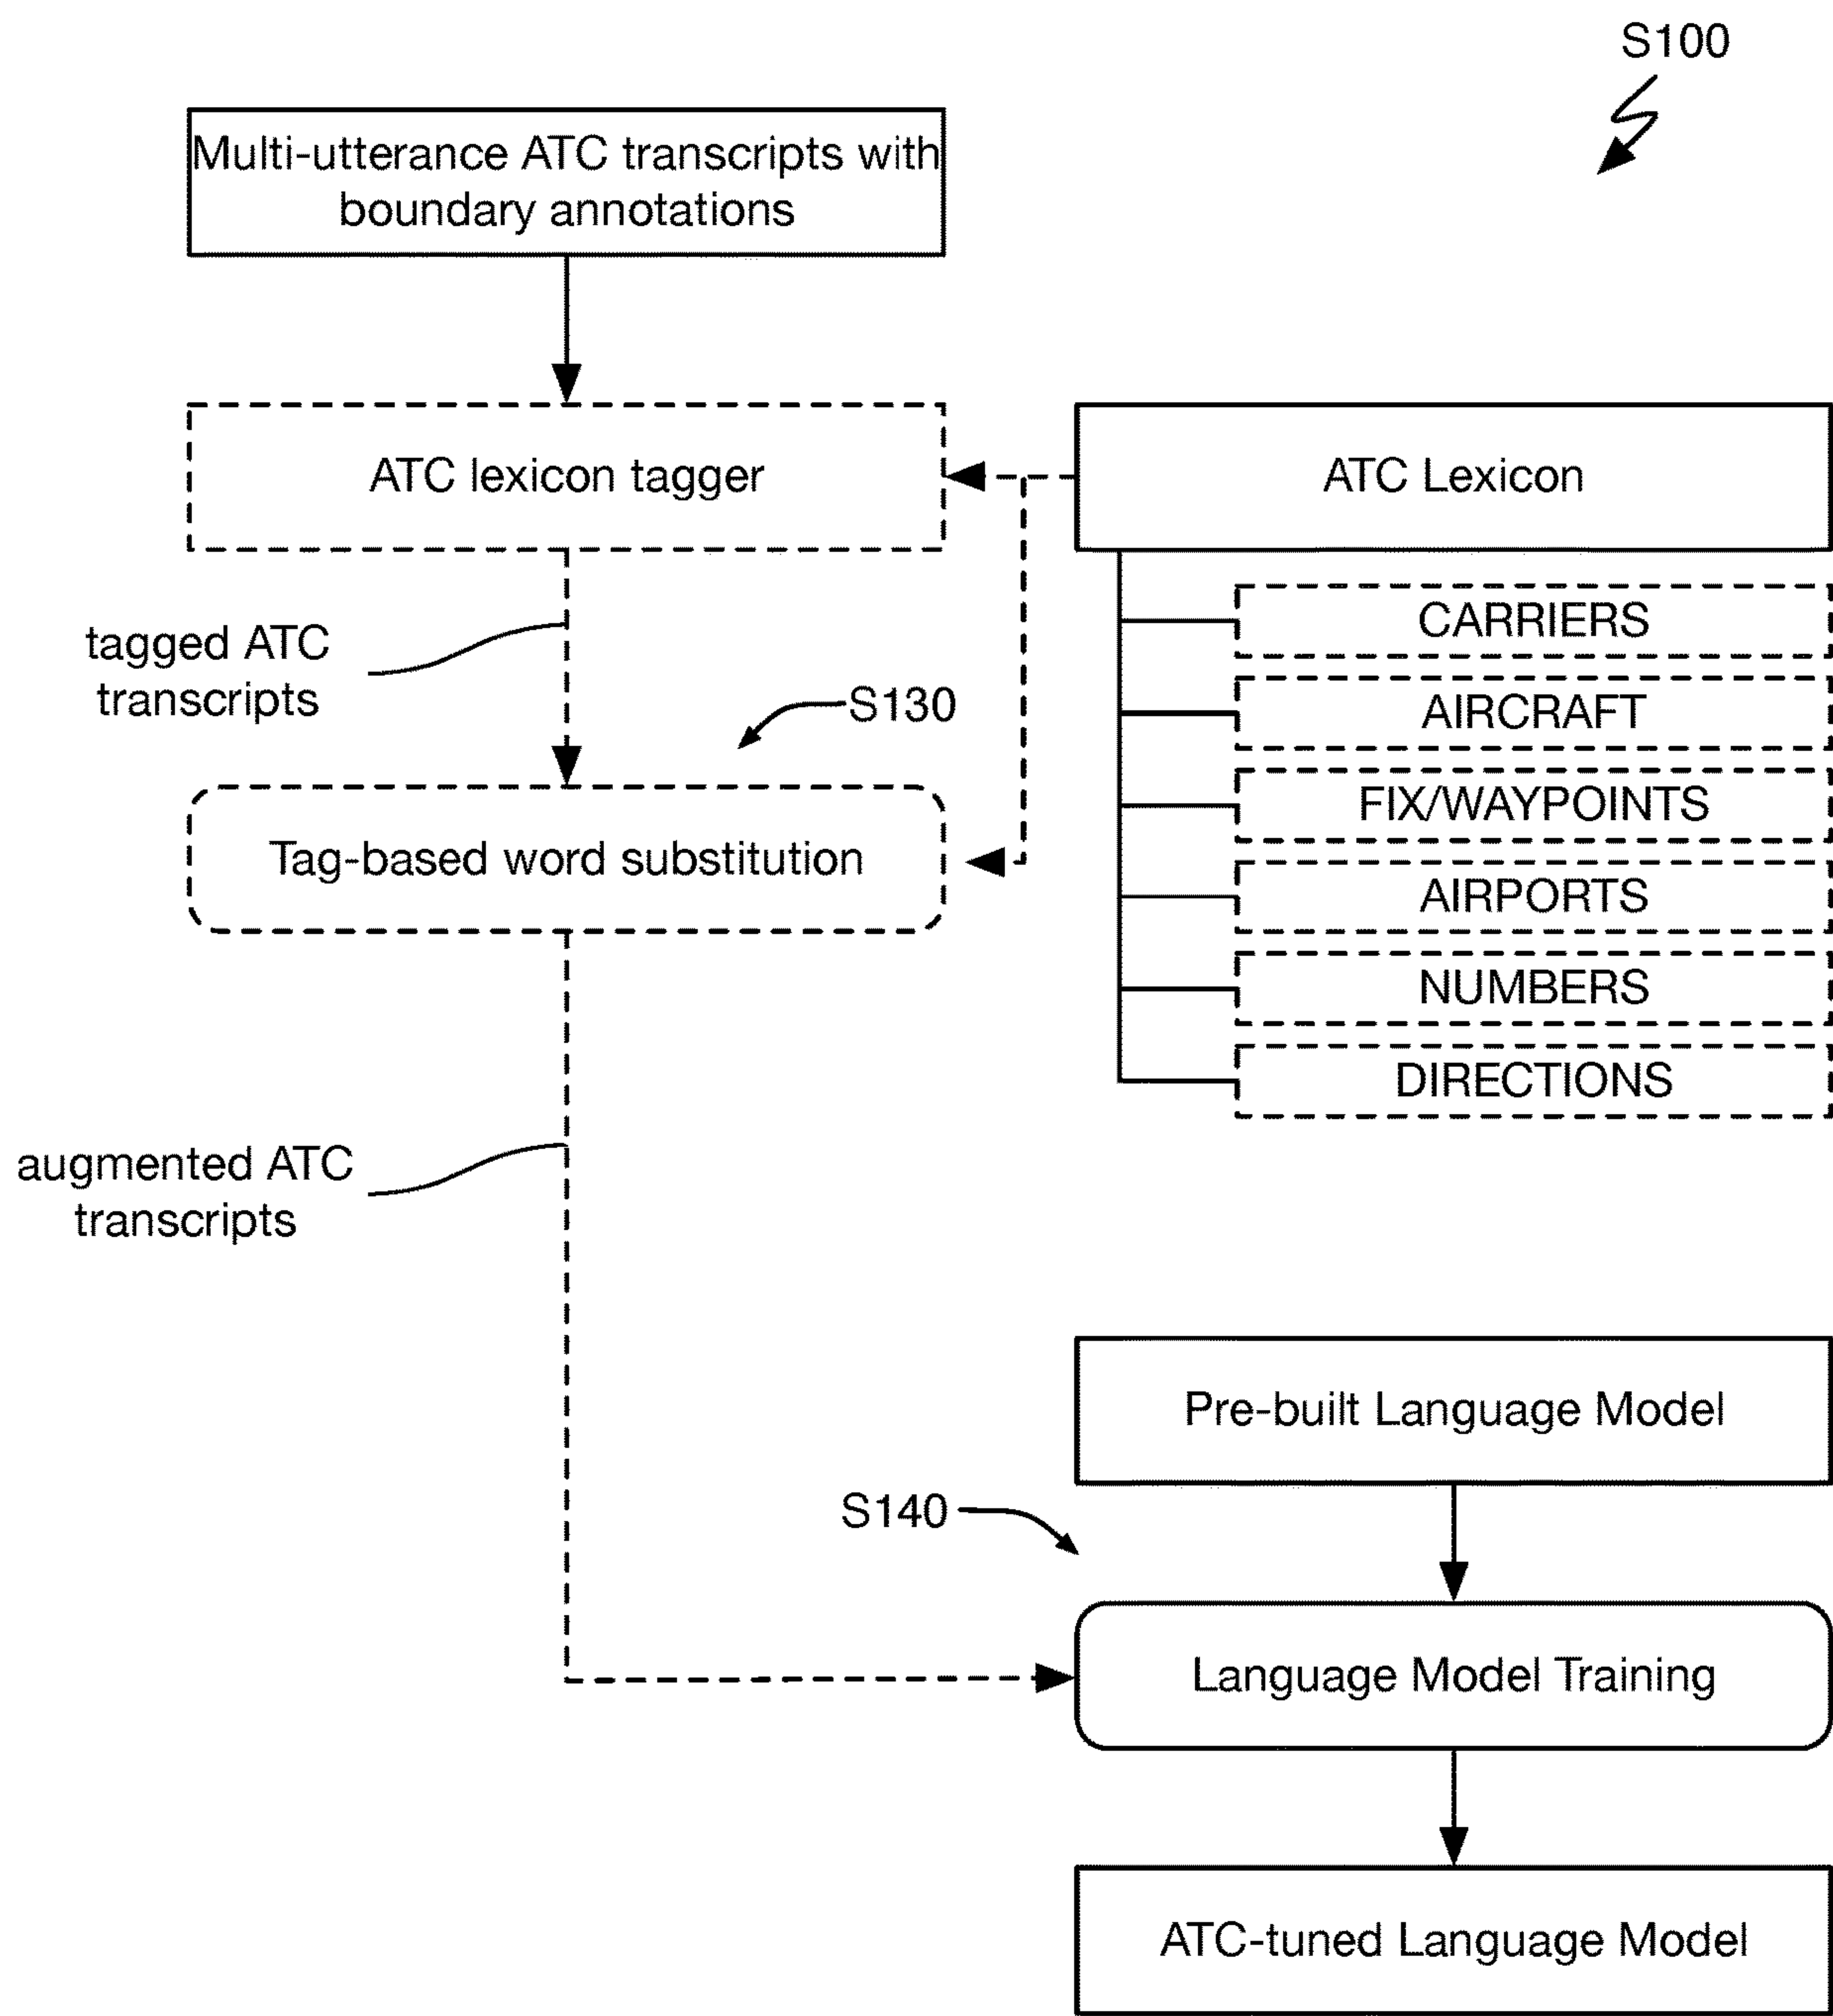 S100
Multi-utterance ATC transcripts with
boundary annotations
ATC lexicon tagger
ATC Lexicon
CARRIERS
tagged ATC
transcripts
AIRCRAFT
S130
FIX/WAYPOINTS
Tag-based word substitution
AIRPORTS
NUMBERS
DIRECTIONS
augmented ATC
transcripts
Pre-built Language Model
S140
Language Model Training
ATC-tuned Language Model